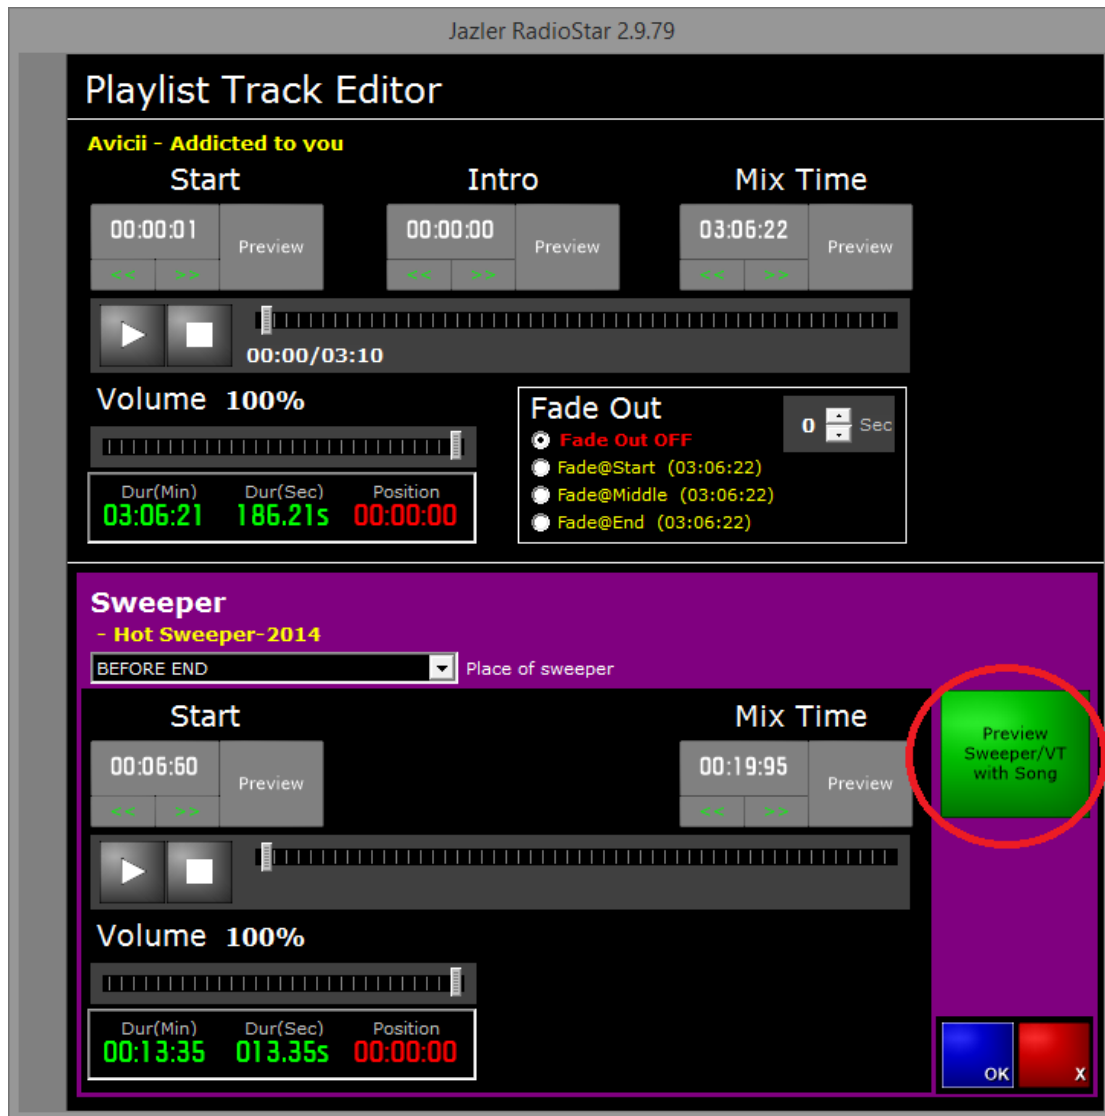 Jazler RadioStar 2.9.79
Playlist Track Editor
Avicii - Addicted to you
Start Intro Mix Time
00:00:01 Preview 00:00:00 Preview 03:06:22 Preview
<< >> << >> << >>
00:00/03:10
Volume 100%
Dur(Min) Dur(Sec) Position
03:06:21 186.21s 00:00:00
Fade Out 0 Sec
Fade Out OFF
Fade@Start (03:06:22)
Fade@Middle (03:06:22)
Fade@End (03:06:22)
Sweeper
- Hot Sweeper-2014
BEFORE END Place of sweeper
Start Mix Time
00:06:60 Preview 00:19:95 Preview
<< >> << >>
Preview
Sweeper/VT
with Song
Volume 100%
Dur(Min) Dur(Sec) Position
00:13:35 013.35s 00:00:00
OK X